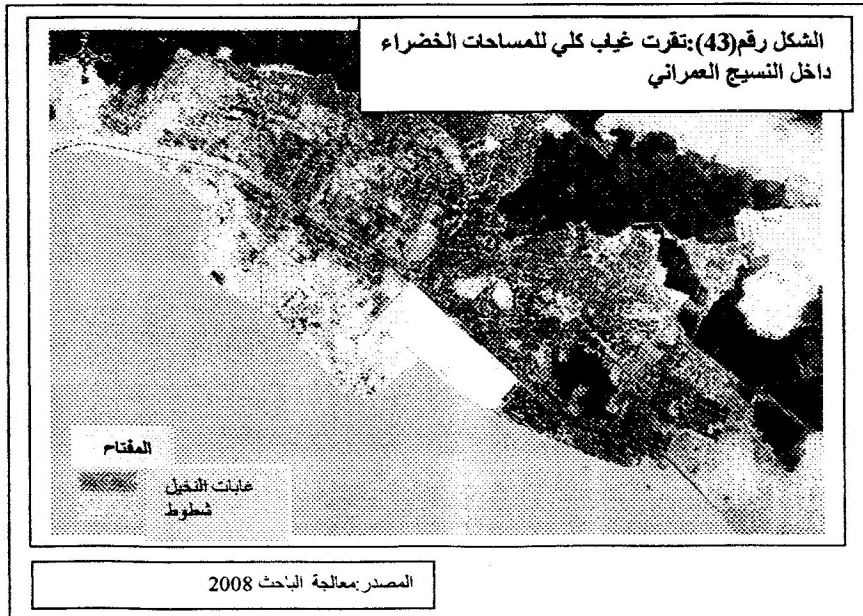 الشكل رقم(43):تقرت غياب كلي للمساحات الخضراء
داخل النسيج العمراني
المفتاح
غابات النخيل
شطوط
المصدر:معالجة الباحث 2008